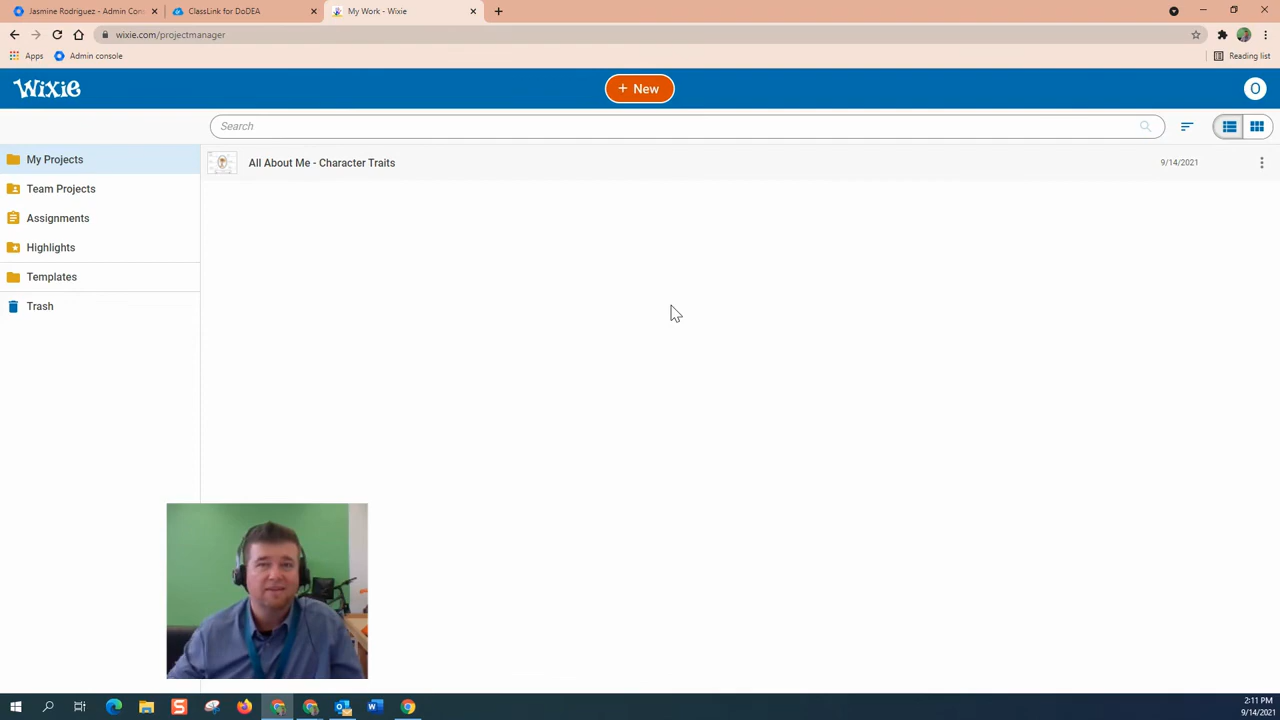 Jasmine Rodriguez - Admin Con
ClassLink for DoDEA
My Work - Wixie
wixie.com/projectmanager
Apps
Admin console
Reading list
Wixie
+ New
O
Search
My Projects
All About Me - Character Traits
9/14/2021
Team Projects
Assignments
Highlights
Templates
Trash
2:11 PM
9/14/2021